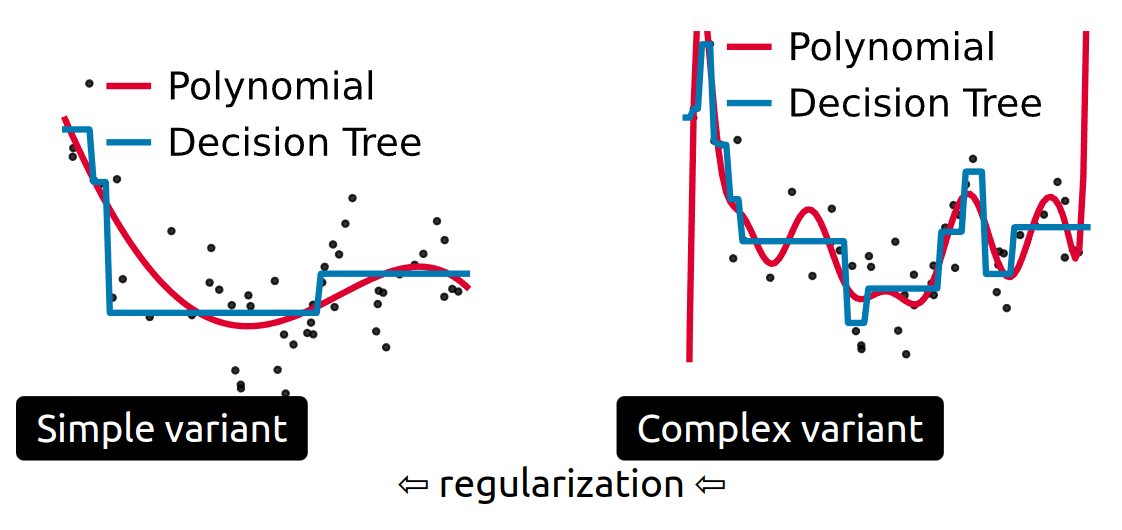 Polynomial
Decision Tree
Polynomial
Decision Tree
Simple variant
Complex variant
⇦ regularization ⇦